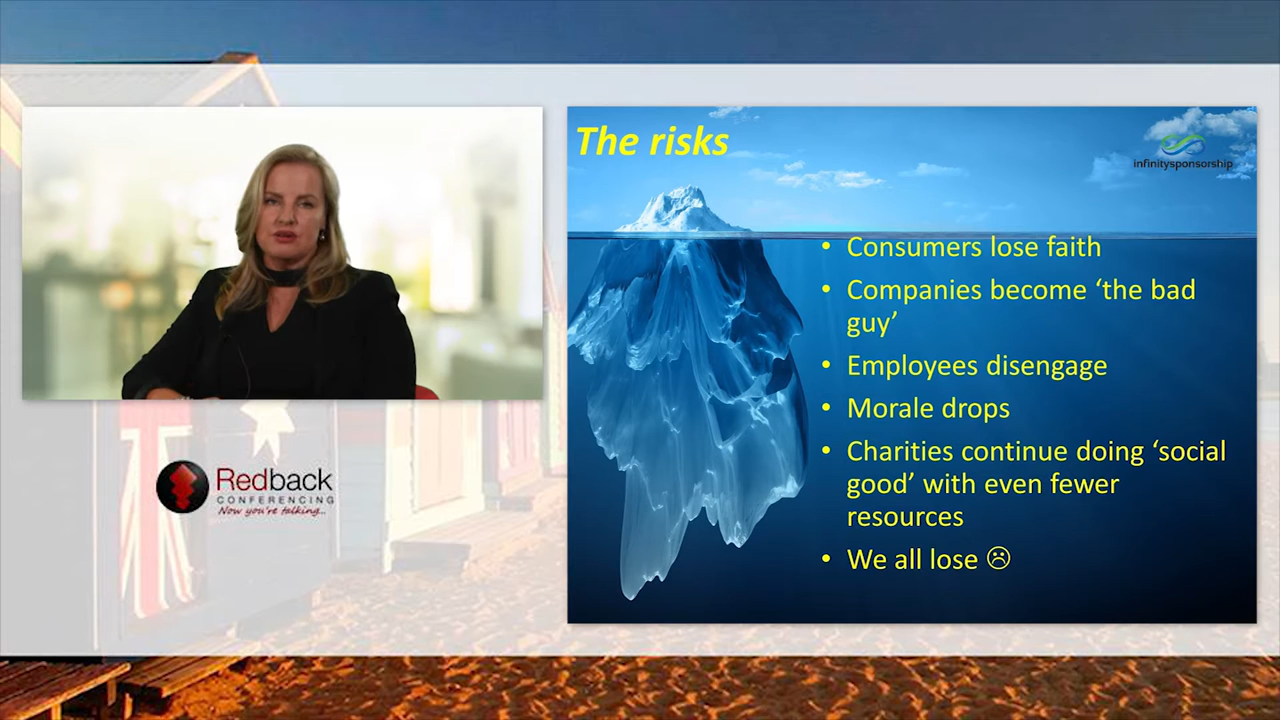 The risks
infinitysponsorship
• Consumers lose faith
• Companies become ‘the bad
guy’
• Employees disengage
• Morale drops
• Charities continue doing ‘social
good’ with even fewer
resources
• We all lose ☹
Redback
CONFERENCING
Now you're talking...